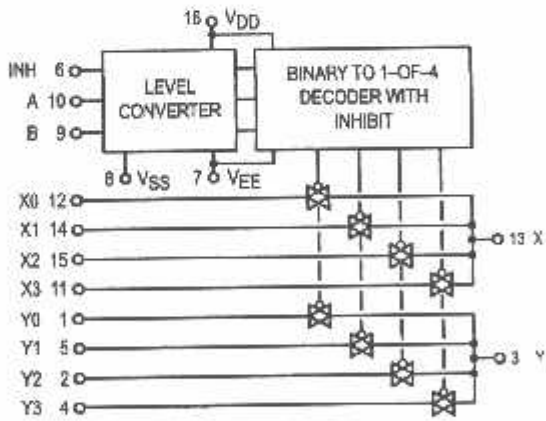 16 VDD
INH 6
A 10
B 9
LEVEL
CONVERTER
BINARY TO 1-OF-4
DECODER WITH
INHIBIT
8 VSS
7 VEE
X0 12
X1 14
X2 15
X3 11
13 X
Y0 1
Y1 5
Y2 2
Y3 4
3 Y